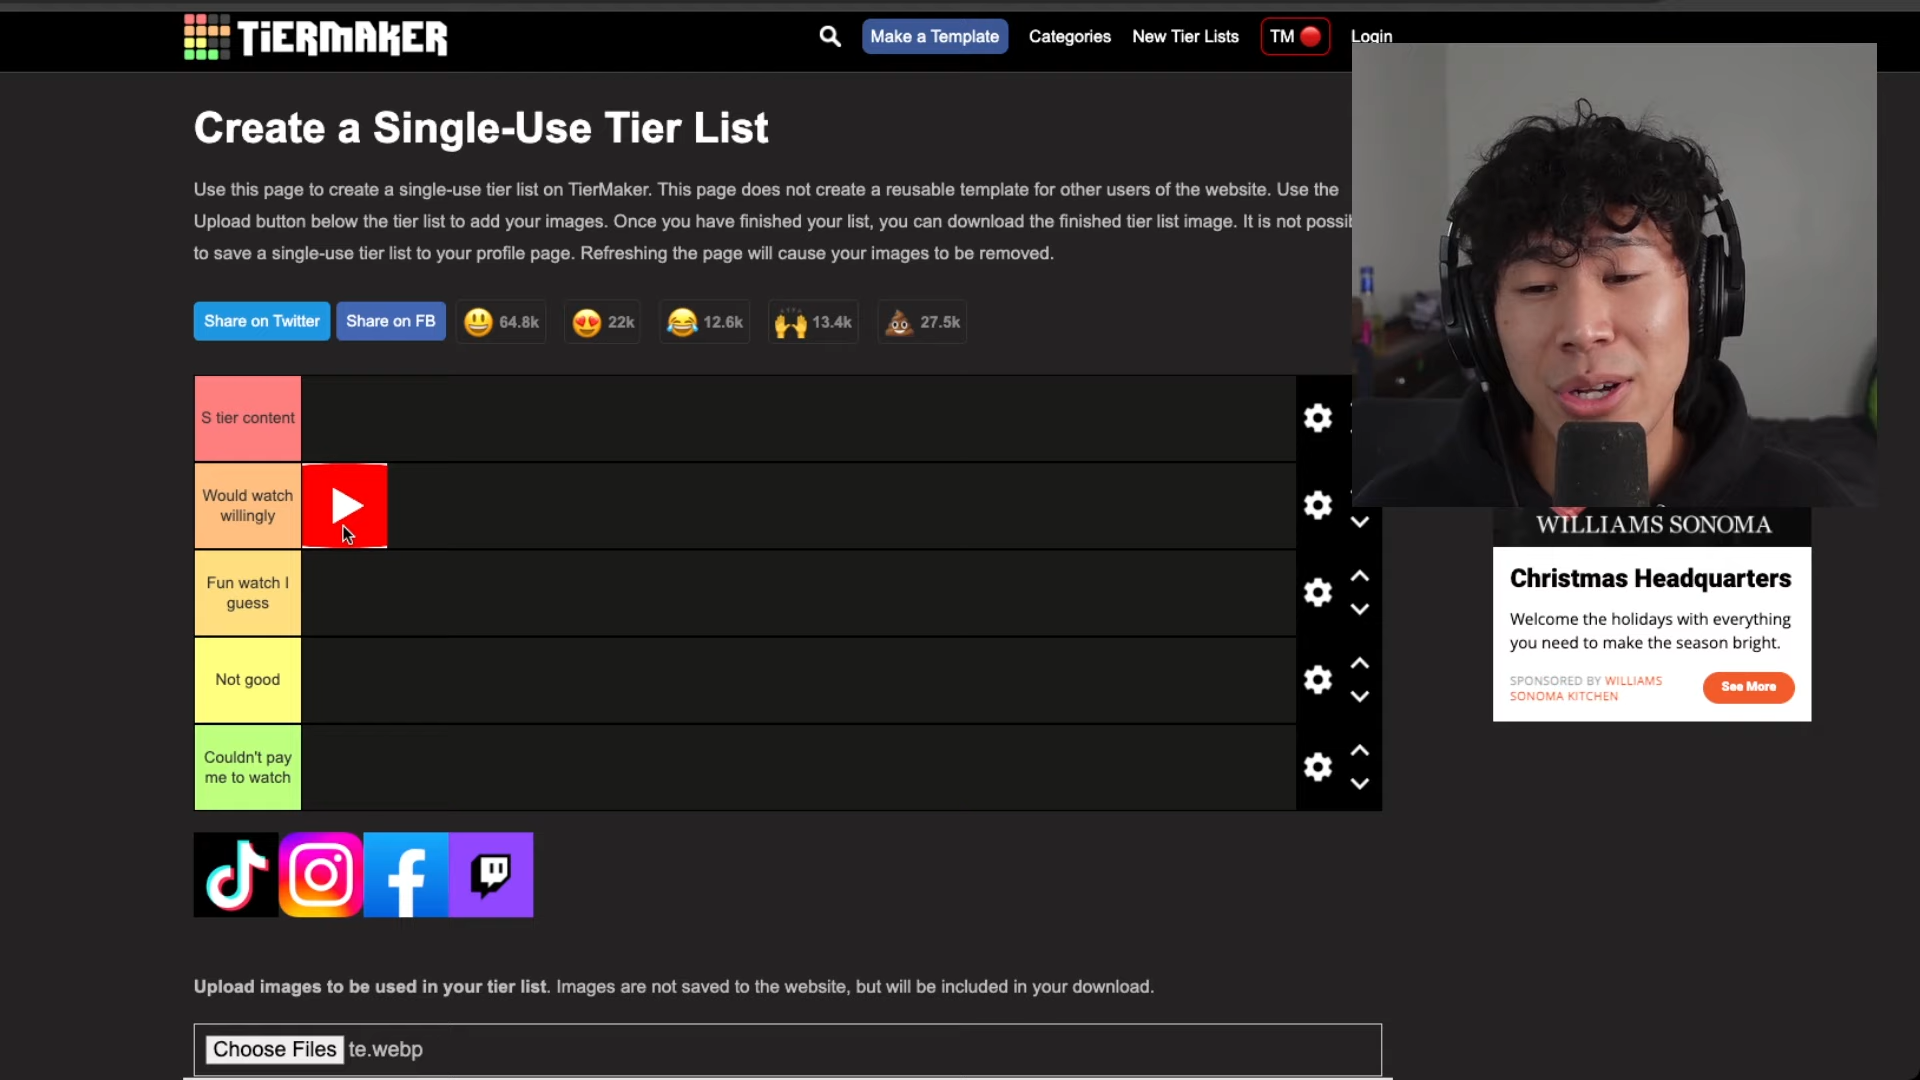 TiERMAKER
Make a Template
Categories
New Tier Lists
TM
Login
Create a Single-Use Tier List
Use this page to create a single-use tier list on TierMaker. This page does not create a reusable template for other users of the website. Use the
Upload button below the tier list to add your images. Once you have finished your list, you can download the finished tier list image. It is not possib
to save a single-use tier list to your profile page. Refreshing the page will cause your images to be removed.
Share on Twitter
Share on FB
64.8k
22k
12.6k
13.4k
27.5k
S tier content
Would watch
willingly
Fun watch I
guess
Not good
Couldn't pay
me to watch
WILLIAMS SONOMA
Christmas Headquarters
Welcome the holidays with everything
you need to make the season bright.
SPONSORED BY WILLIAMS
SONOMA KITCHEN
See More
Upload images to be used in your tier list. Images are not saved to the website, but will be included in your download.
Choose Files te.webp